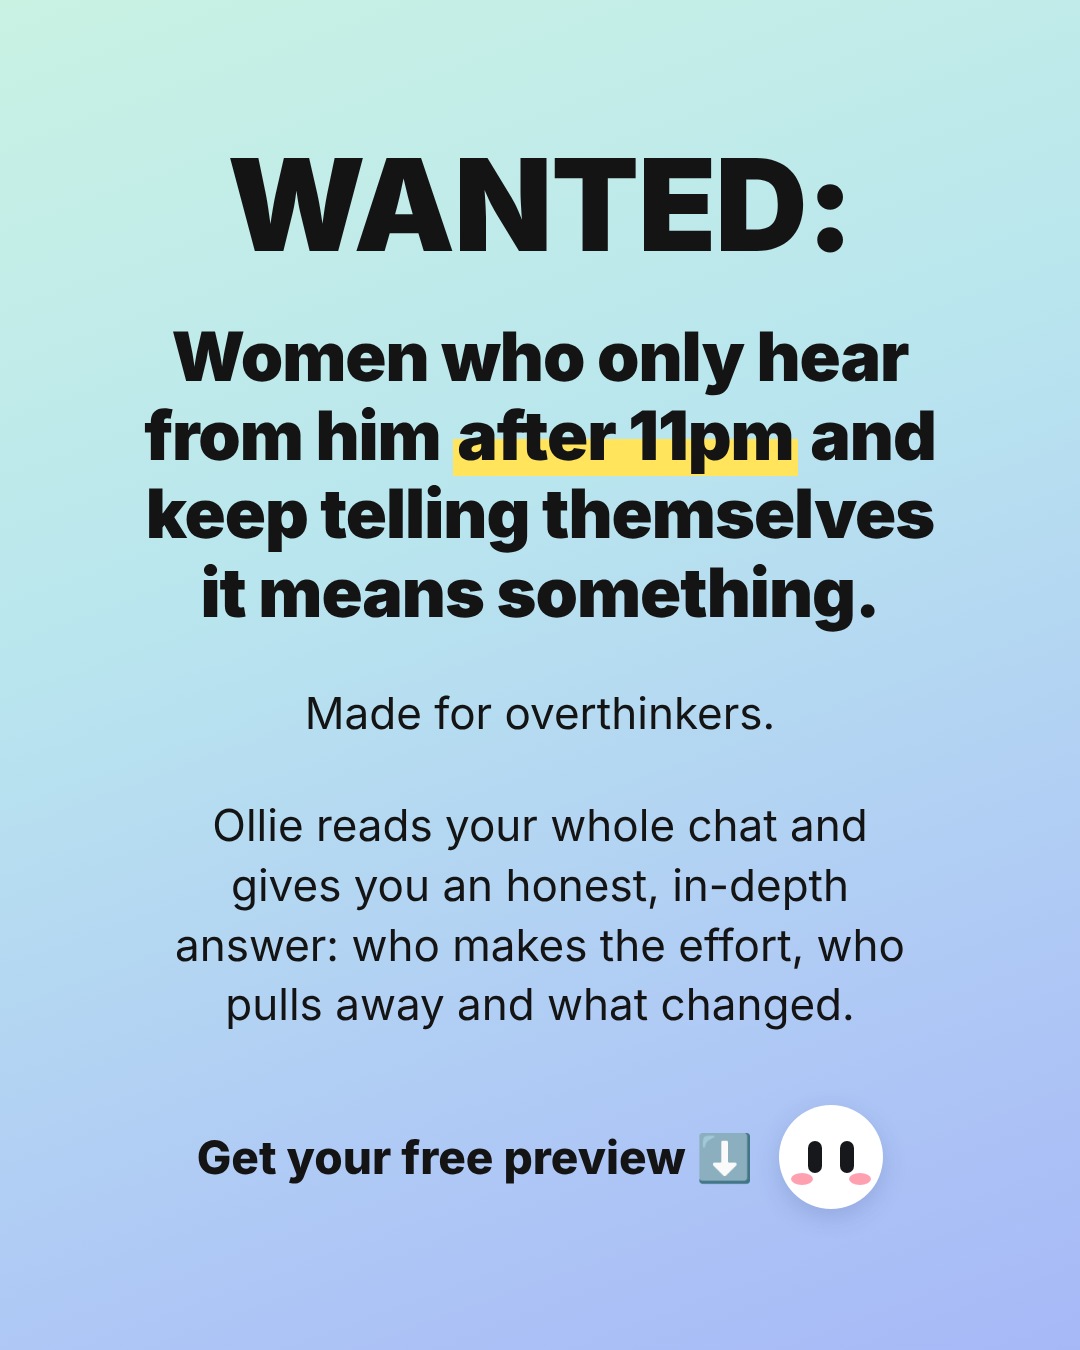 WANTED:
Women who only hear
from him after 11pm and
keep telling themselves
it means something.
Made for overthinkers.
Ollie reads your whole chat and
gives you an honest, in-depth
answer: who makes the effort, who
pulls away and what changed.
Get your free preview ⬇️